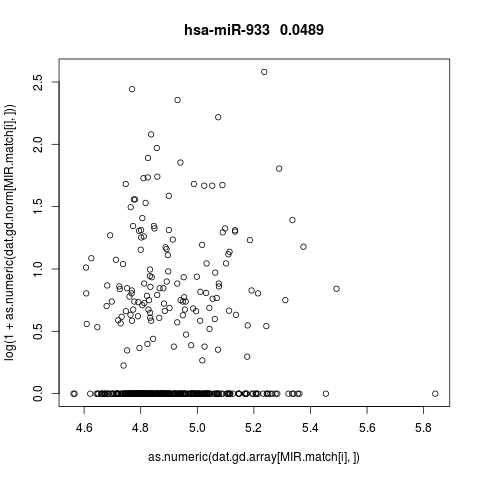 hsa-miR-933 0.0489
log(1 + as.numeric(dat.gd.norm[MIR.match[i], ]))
2.5
2.0
1.5
1.0
0.5
0.0
4.6 4.8 5.0 5.2 5.4 5.6 5.8
as.numeric(dat.gd.array[MIR.match[i], ])